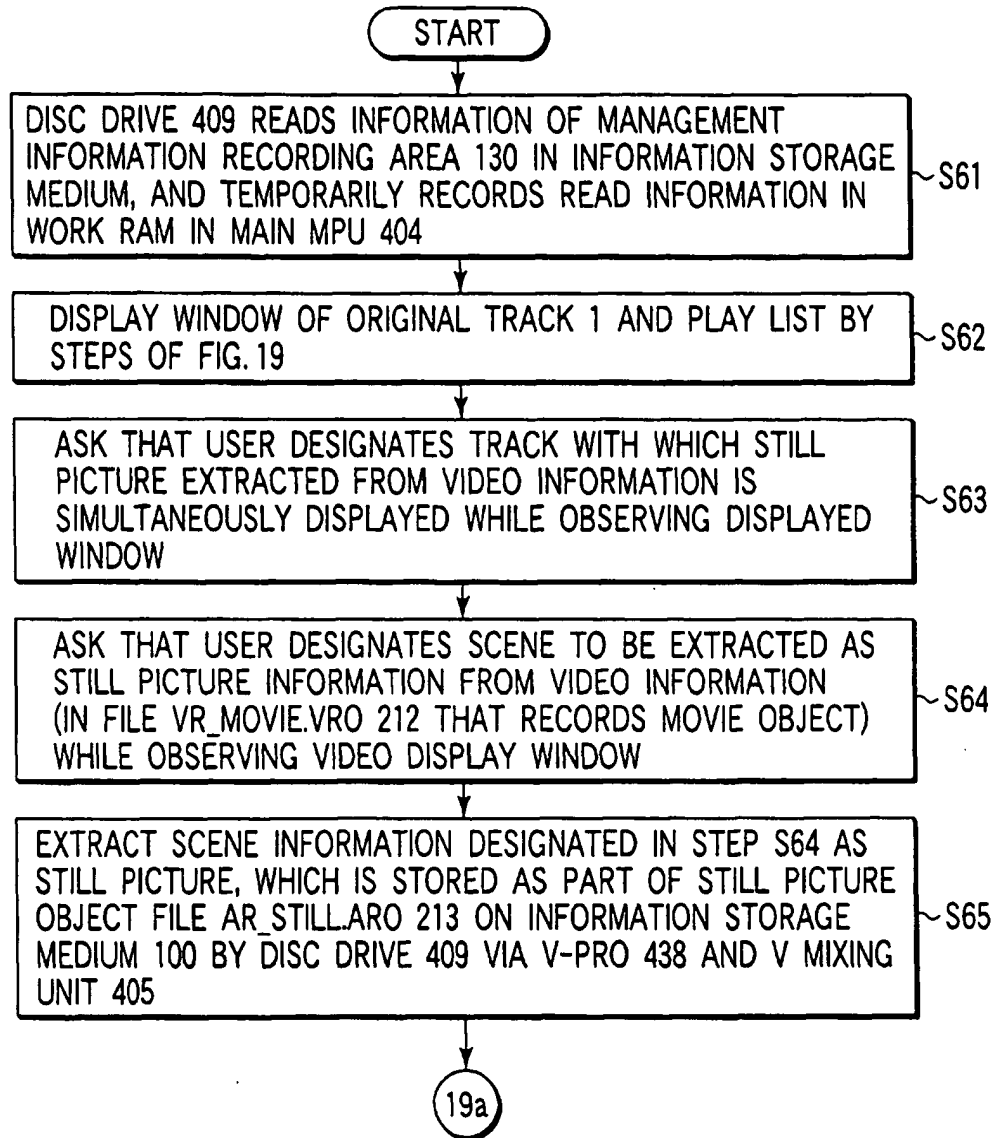 START
DISC DRIVE 409 READS INFORMATION OF MANAGEMENT
INFORMATION RECORDING AREA 130 IN INFORMATION STORAGE
MEDIUM, AND TEMPORARILY RECORDS READ INFORMATION IN
WORK RAM IN MAIN MPU 404
S61
DISPLAY WINDOW OF ORIGINAL TRACK 1 AND PLAY LIST BY
STEPS OF FIG. 19
S62
ASK THAT USER DESIGNATES TRACK WITH WHICH STILL
PICTURE EXTRACTED FROM VIDEO INFORMATION IS
SIMULTANEOUSLY DISPLAYED WHILE OBSERVING DISPLAYED
WINDOW
S63
ASK THAT USER DESIGNATES SCENE TO BE EXTRACTED AS
STILL PICTURE INFORMATION FROM VIDEO INFORMATION
(IN FILE VR_MOVIE.VRO 212 THAT RECORDS MOVIE OBJECT)
WHILE OBSERVING VIDEO DISPLAY WINDOW
S64
EXTRACT SCENE INFORMATION DESIGNATED IN STEP S64 AS
STILL PICTURE, WHICH IS STORED AS PART OF STILL PICTURE
OBJECT FILE AR_STILL.ARO 213 ON INFORMATION STORAGE
MEDIUM 100 BY DISC DRIVE 409 VIA V-PRO 438 AND V MIXING
UNIT 405
S65
19a